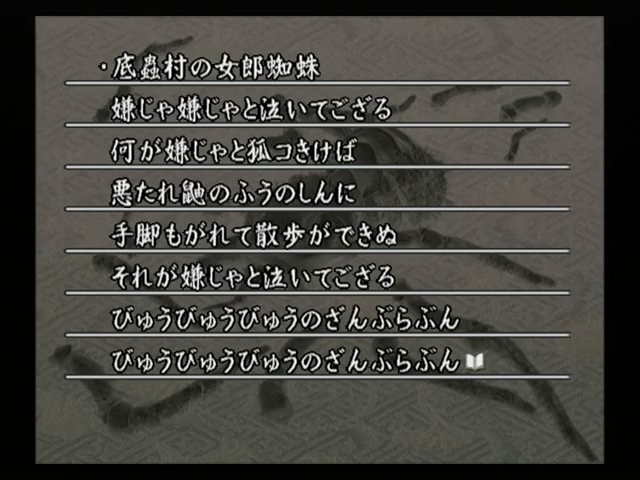 ・底蟲村の女郎蜘蛛
嫌じゃ嫌じゃと泣いてござる
何が嫌じゃと狐コきけば
悪たれ鼬のふうのしんに
手脚もがれて散歩ができぬ
それが嫌じゃと泣いてござる
びゅうびゅうびゅうのざんぶらぶん
びゅうびゅうびゅうのざんぶらぶん